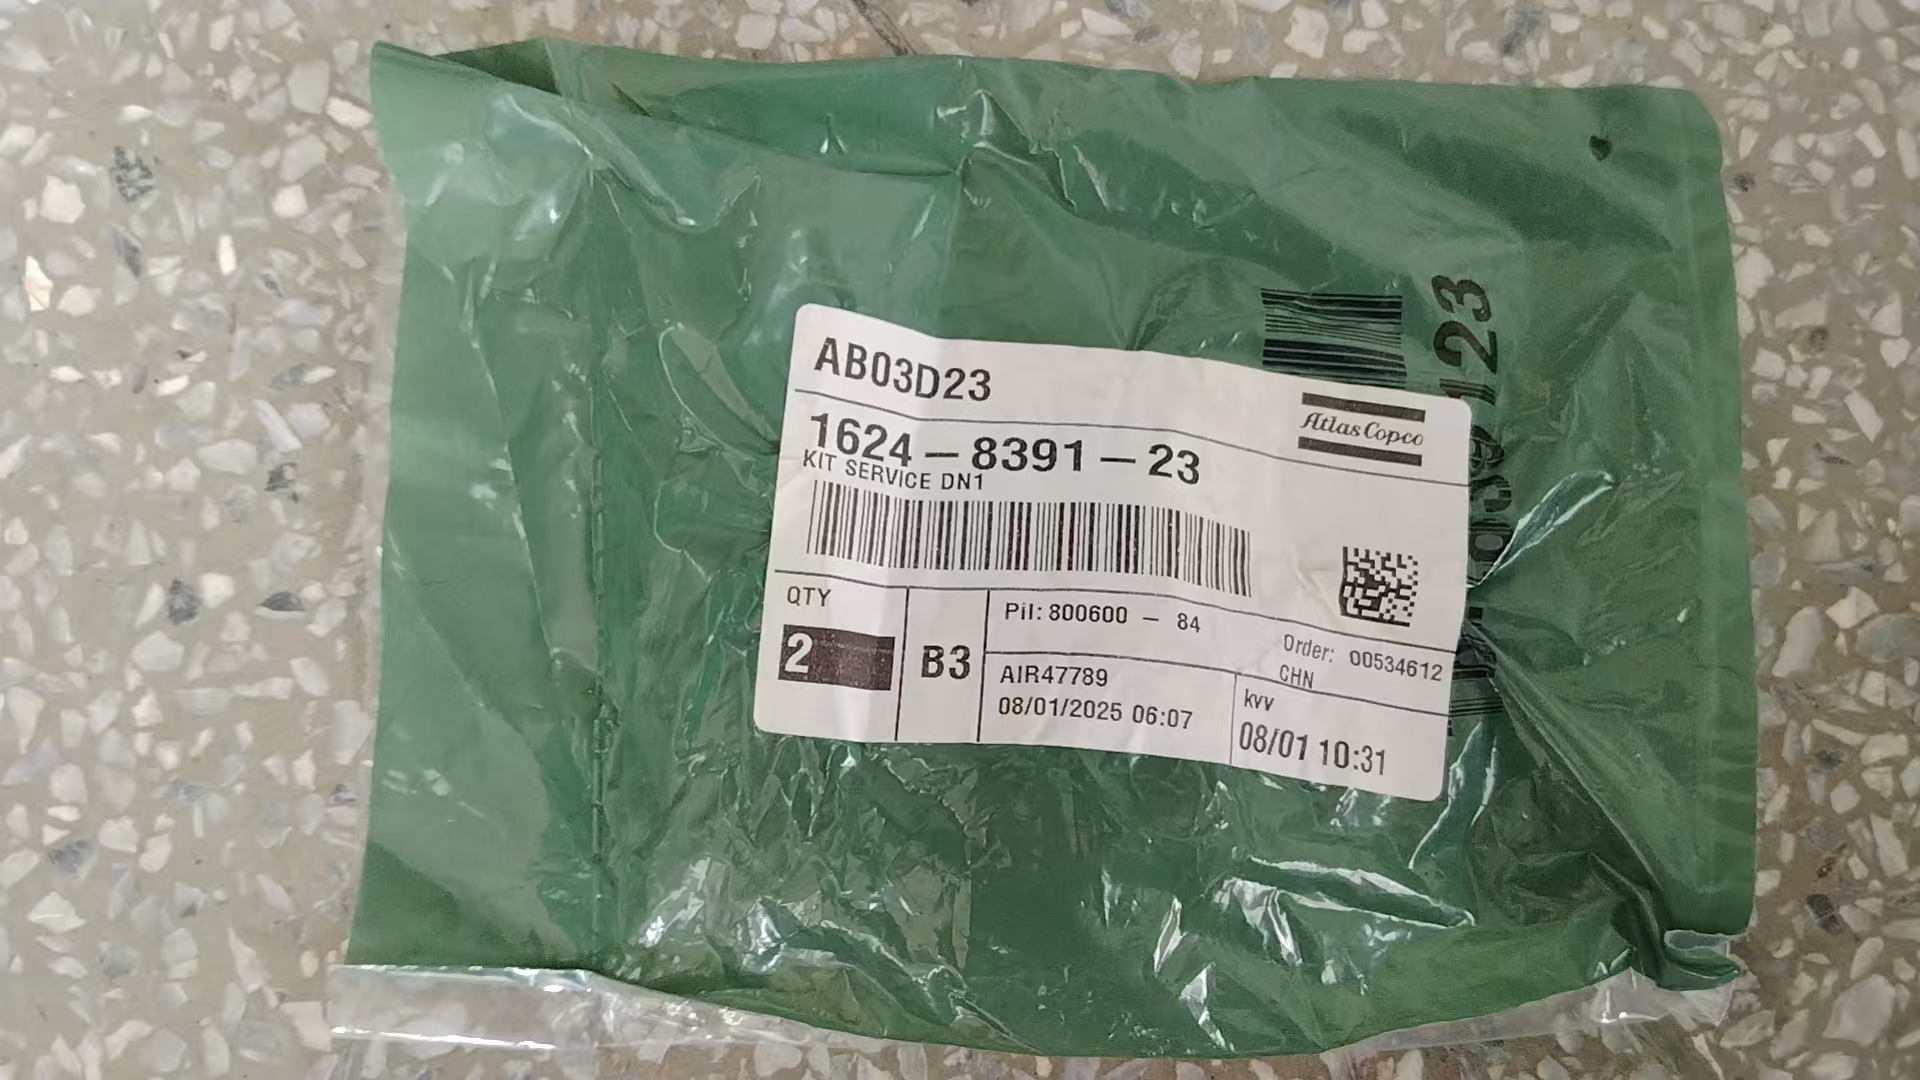 AB03D23
Atlas Copco
1624-8391-23
KIT SERVICE DN1
QTY
2
B3
Pil: 800600 - 84
Order: 00534612
CHN
AIR47789
08/01/2025 06:07
kvv
08/01 10:31